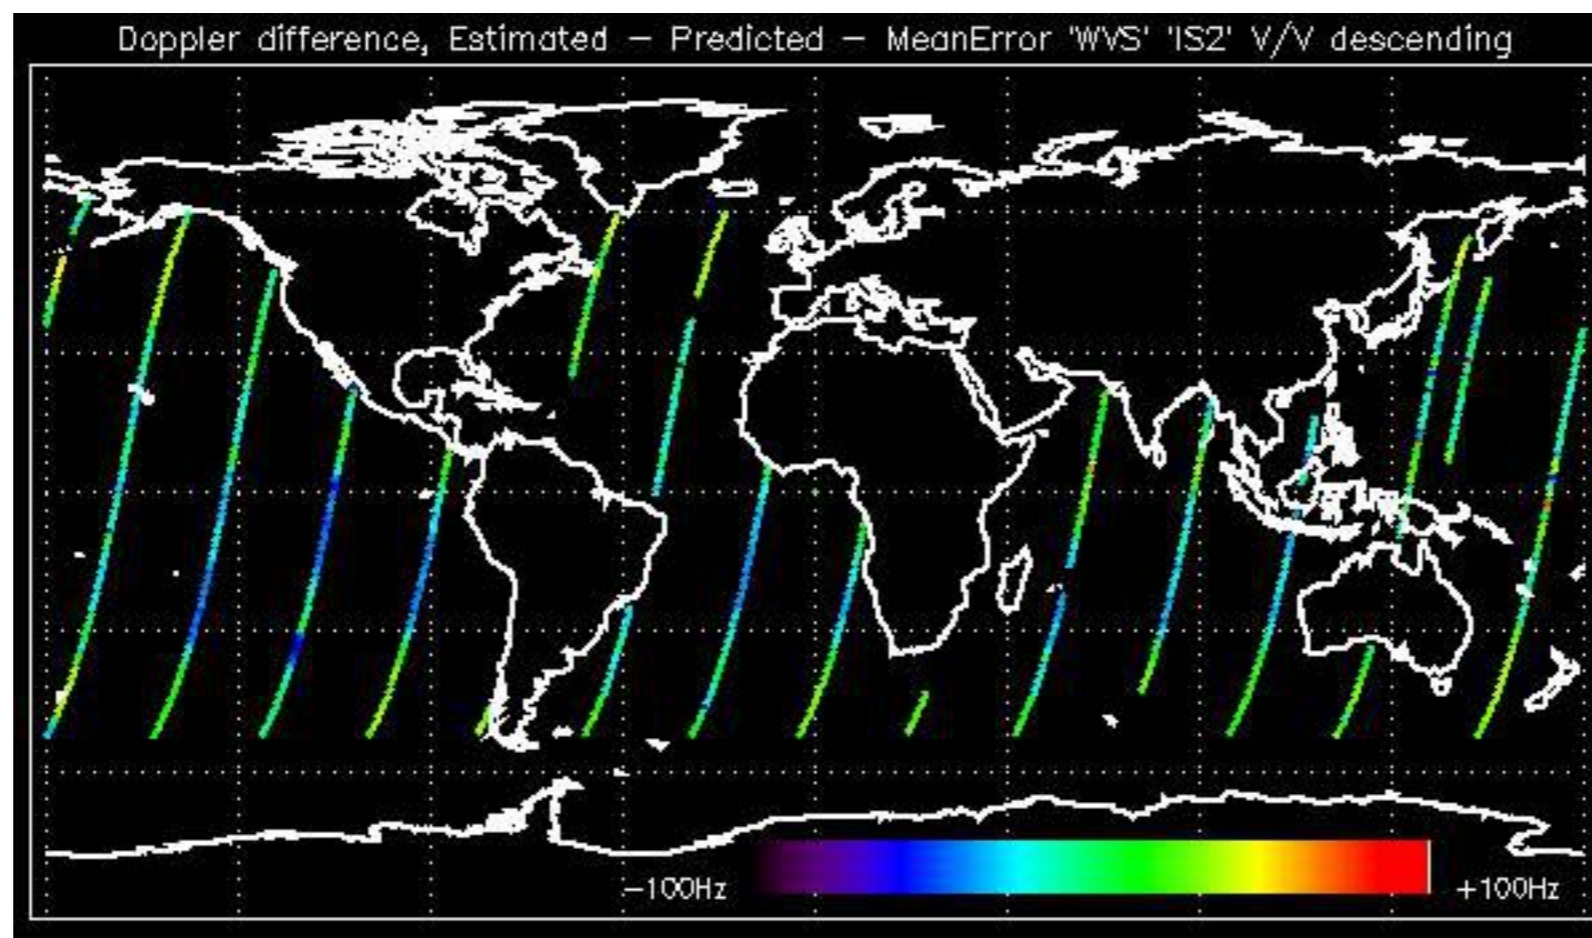 Doppler difference, Estimated – Predicted – MeanError 'WVS' 'IS2' V/V descending
–100Hz +100Hz